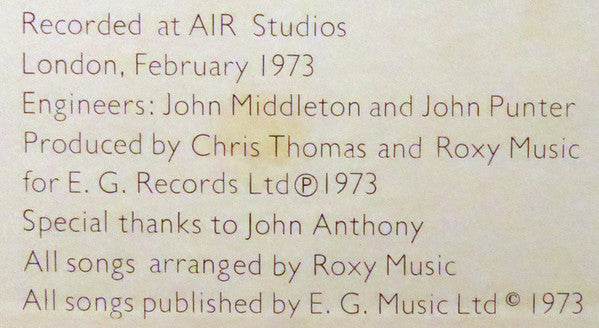 Recorded at AIR Studios
London, February 1973
Engineers: John Middleton and John Punter
Produced by Chris Thomas and Roxy Music
for E. G. Records Ltd ℗ 1973
Special thanks to John Anthony
All songs arranged by Roxy Music
All songs published by E. G. Music Ltd © 1973